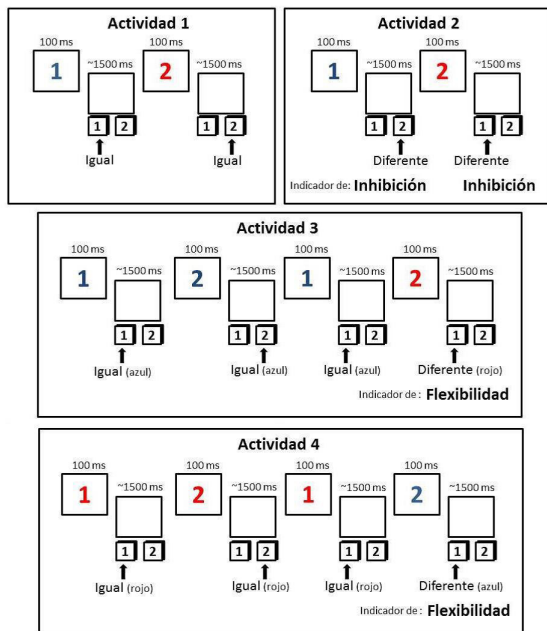 Actividad 1
100 ms 100 ms
1 ~1500 ms 2 ~1500 ms
1 2 1 2
Igual Igual
Actividad 2
100 ms 100 ms
1 ~1500 ms 2 ~1500 ms
1 2 1 2
Diferente Diferente
Indicador de: Inhibición Inhibición
Actividad 3
100 ms 100 ms 100 ms 100 ms
1 ~1500 ms 2 ~1500 ms 1 ~1500 ms 2 ~1500 ms
1 2 1 2 1 2 1 2
Igual (azul) Igual (azul) Igual (azul) Diferente (rojo)
Indicador de : Flexibilidad
Actividad 4
100 ms 100 ms 100 ms 100 ms
1 ~1500 ms 2 ~1500 ms 1 ~1500 ms 2 ~1500 ms
1 2 1 2 1 2 1 2
Igual (rojo) Igual (rojo) Igual (rojo) Diferente (azul)
Indicador de : Flexibilidad